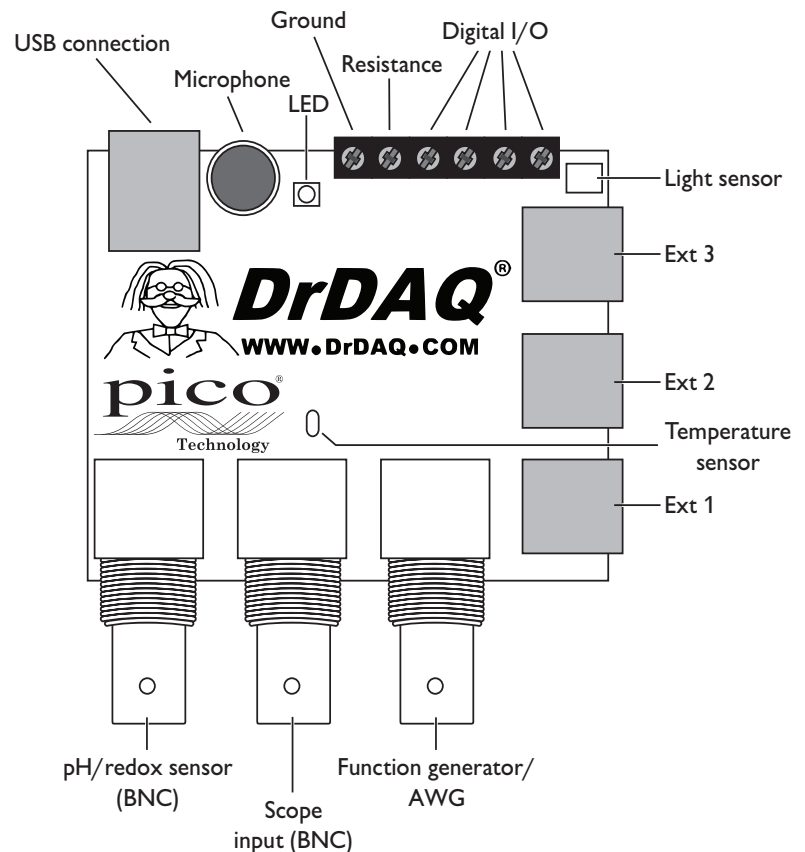 Ground
Digital I/O
USB connection
Resistance
Microphone
LED
Light sensor
Ext 3
DrDAQ®
WWW•DrDAQ•COM
pico®
Technology
Ext 2
Temperature
sensor
Ext 1
pH/redox sensor
(BNC)
Scope
input (BNC)
Function generator/
AWG